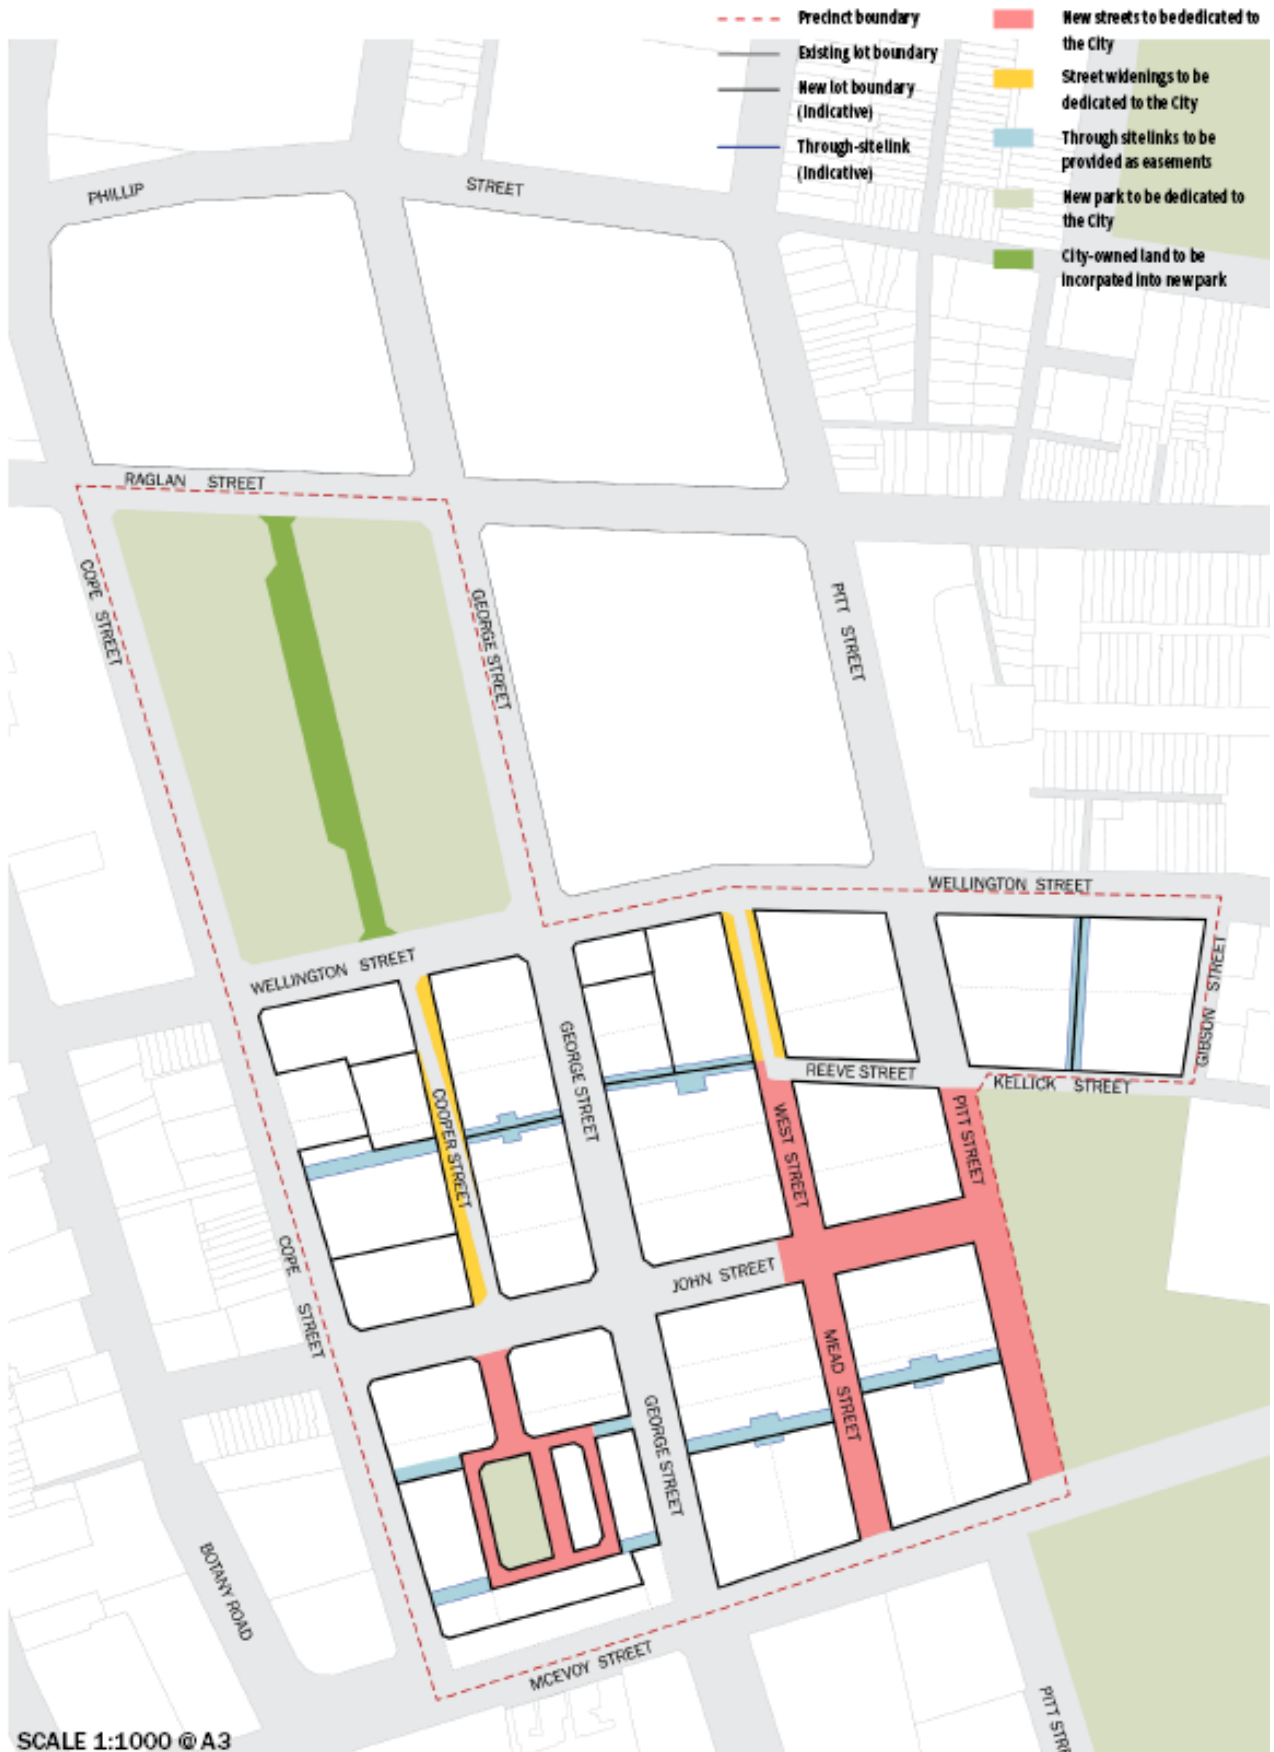 Precinct boundary
Existing lot boundary
New lot boundary
(Indicative)
Through-site link
(Indicative)
New streets to be dedicated to
the City
Street widenings to be
dedicated to the City
Through site links to be
provided as easements
New park to be dedicated to
the City
City-owned land to be
incorpated into new park
PHILLIP STREET
RAGLAN STREET
COPE STREET
GEORGE STREET
PITT STREET
WELLINGTON STREET
WELLINGTON STREET
GIBSON STREET
GEORGE STREET
REEVE STREET
KELLICK STREET
COOPER STREET
WEST STREET
PITT STREET
COPE STREET
JOHN STREET
MEAD STREET
GEORGE STREET
BOTANY ROAD
MCEVOY STREET
PITT STRE
SCALE 1:1000 @ A3